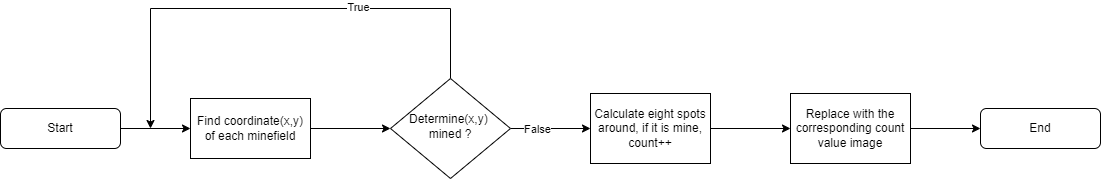 True
Start
Find coordinate(x,y)
of each minefield
Determine(x,y)
mined ?
False
Calculate eight spots
around, if it is mine,
count++
Replace with the
corresponding count
value image
End